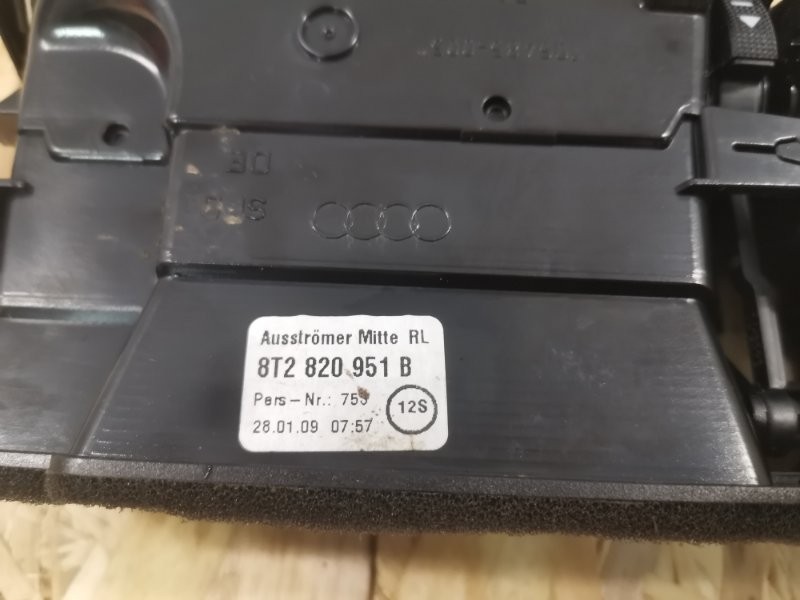 Ausströmer Mitte RL
8T2 820 951 B
Pers-Nr.: 753
12S
28.01.09 07:57